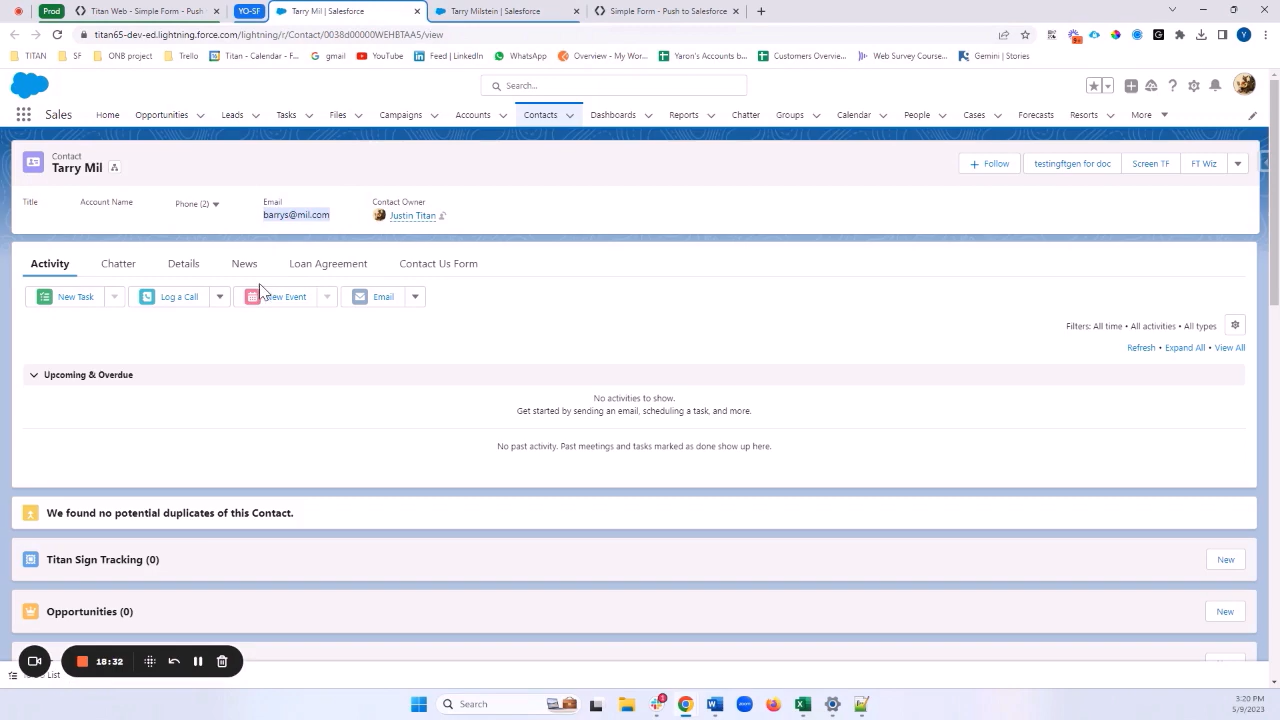 Prod
Titan Web - Simple Form - Push
YO-SF
Tarry Mil | Salesforce
Tarry Milstein | Salesforce
Simple Form - Push to Salesforce
titan65-dev-ed.lightning.force.com/lightning/r/Contact/0038d00000WEHBTAA5/view
TITAN
SF
ONB project
Trello
Titan - Calendar - F...
gmail
YouTube
Feed | LinkedIn
WhatsApp
Overview - My Wor...
Yaron's Accounts b...
Customers Overvie...
Web Survey Course...
Gemini | Stories
Search...
Sales
Home
Opportunities
Leads
Tasks
Files
Campaigns
Accounts
Contacts
Dashboards
Reports
Chatter
Groups
Calendar
People
Cases
Forecasts
Resorts
More
Contact
Tarry Mil
Follow
testingftgen for doc
Screen TF
FT Wiz
Title
Account Name
Phone (2)
Email
Contact Owner
barrys@mil.com
Justin Titan
Activity
Chatter
Details
News
Loan Agreement
Contact Us Form
New Task
Log a Call
New Event
Email
Filters: All time • All activities • All types
Refresh • Expand All • View All
Upcoming & Overdue
No activities to show.
Get started by sending an email, scheduling a task, and more.
No past activity. Past meetings and tasks marked as done show up here.
We found no potential duplicates of this Contact.
Titan Sign Tracking (0)
New
Opportunities (0)
New
18:32
List
Search
3:20 PM
5/9/2023